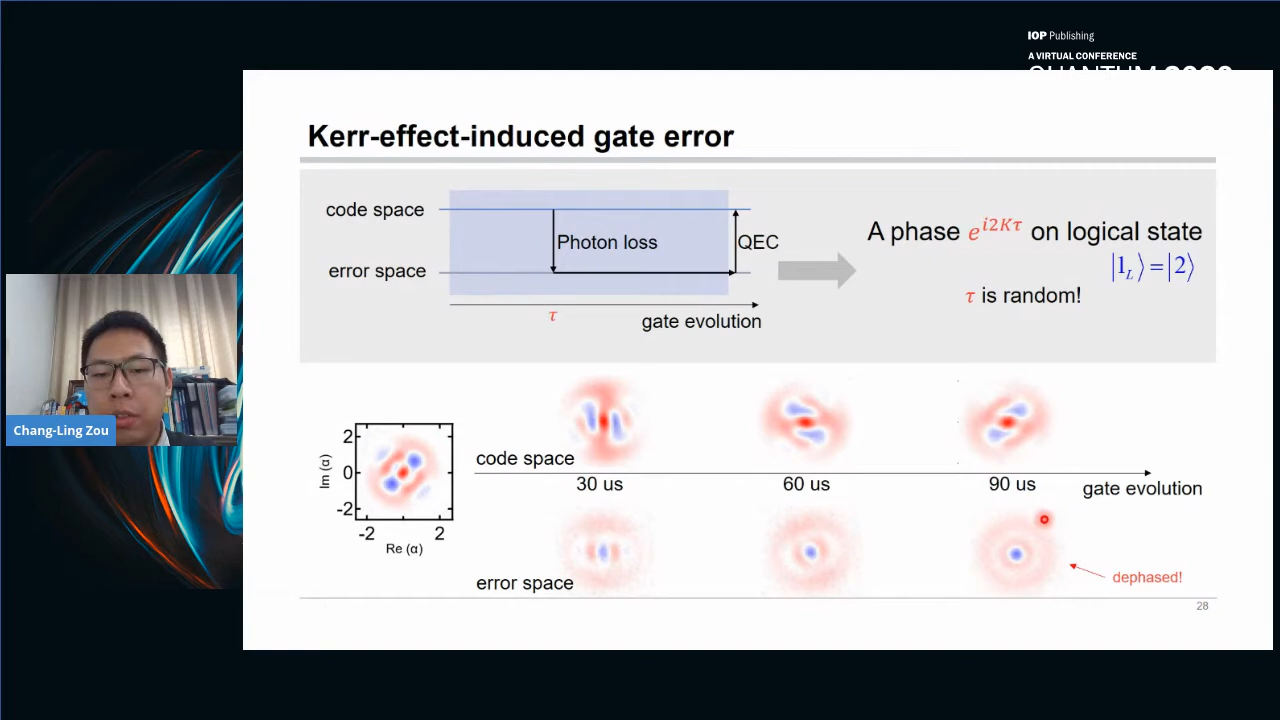 IOP Publishing
A VIRTUAL CONFERENCE
Kerr-effect-induced gate error
code space
Photon loss
QEC
error space
τ
gate evolution
A phase e^{i2Kτ} on logical state
|1_L⟩=|2⟩
τ is random!
Chang-Ling Zou
2
0
-2
Im (α)
-2
2
Re (α)
code space
30 us
60 us
90 us
gate evolution
error space
dephased!
28